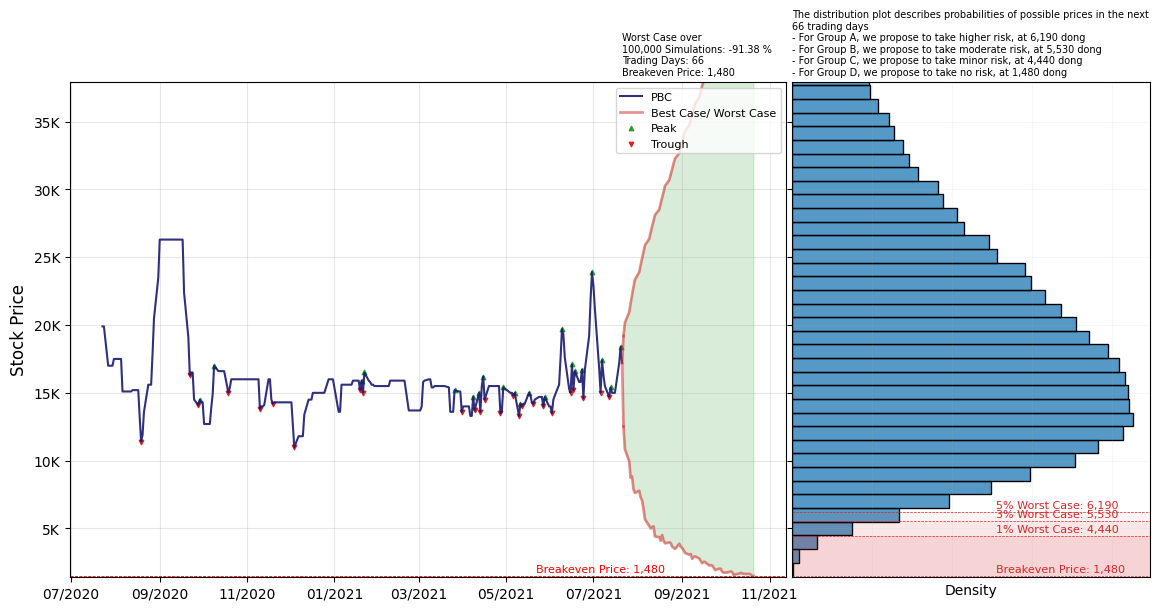 The distribution plot describes probabilities of possible prices in the next
66 trading days
- For Group A, we propose to take higher risk, at 6,190 dong
- For Group B, we propose to take moderate risk, at 5,530 dong
- For Group C, we propose to take minor risk, at 4,440 dong
- For Group D, we propose to take no risk, at 1,480 dong
Worst Case over
100,000 Simulations: -91.38 %
Trading Days: 66
Breakeven Price: 1,480
PBC
Best Case/ Worst Case
Peak
Trough
Stock Price
35K
30K
25K
20K
15K
10K
5K
Breakeven Price: 1,480
07/2020
09/2020
11/2020
01/2021
03/2021
05/2021
07/2021
09/2021
11/2021
5% Worst Case: 6,190
3% Worst Case: 5,530
1% Worst Case: 4,440
Breakeven Price: 1,480
Density